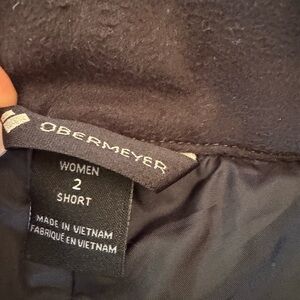 OBERMEYER
WOMEN
2
SHORT
MADE IN VIETNAM
FABRIQUÉ EN VIETNAM